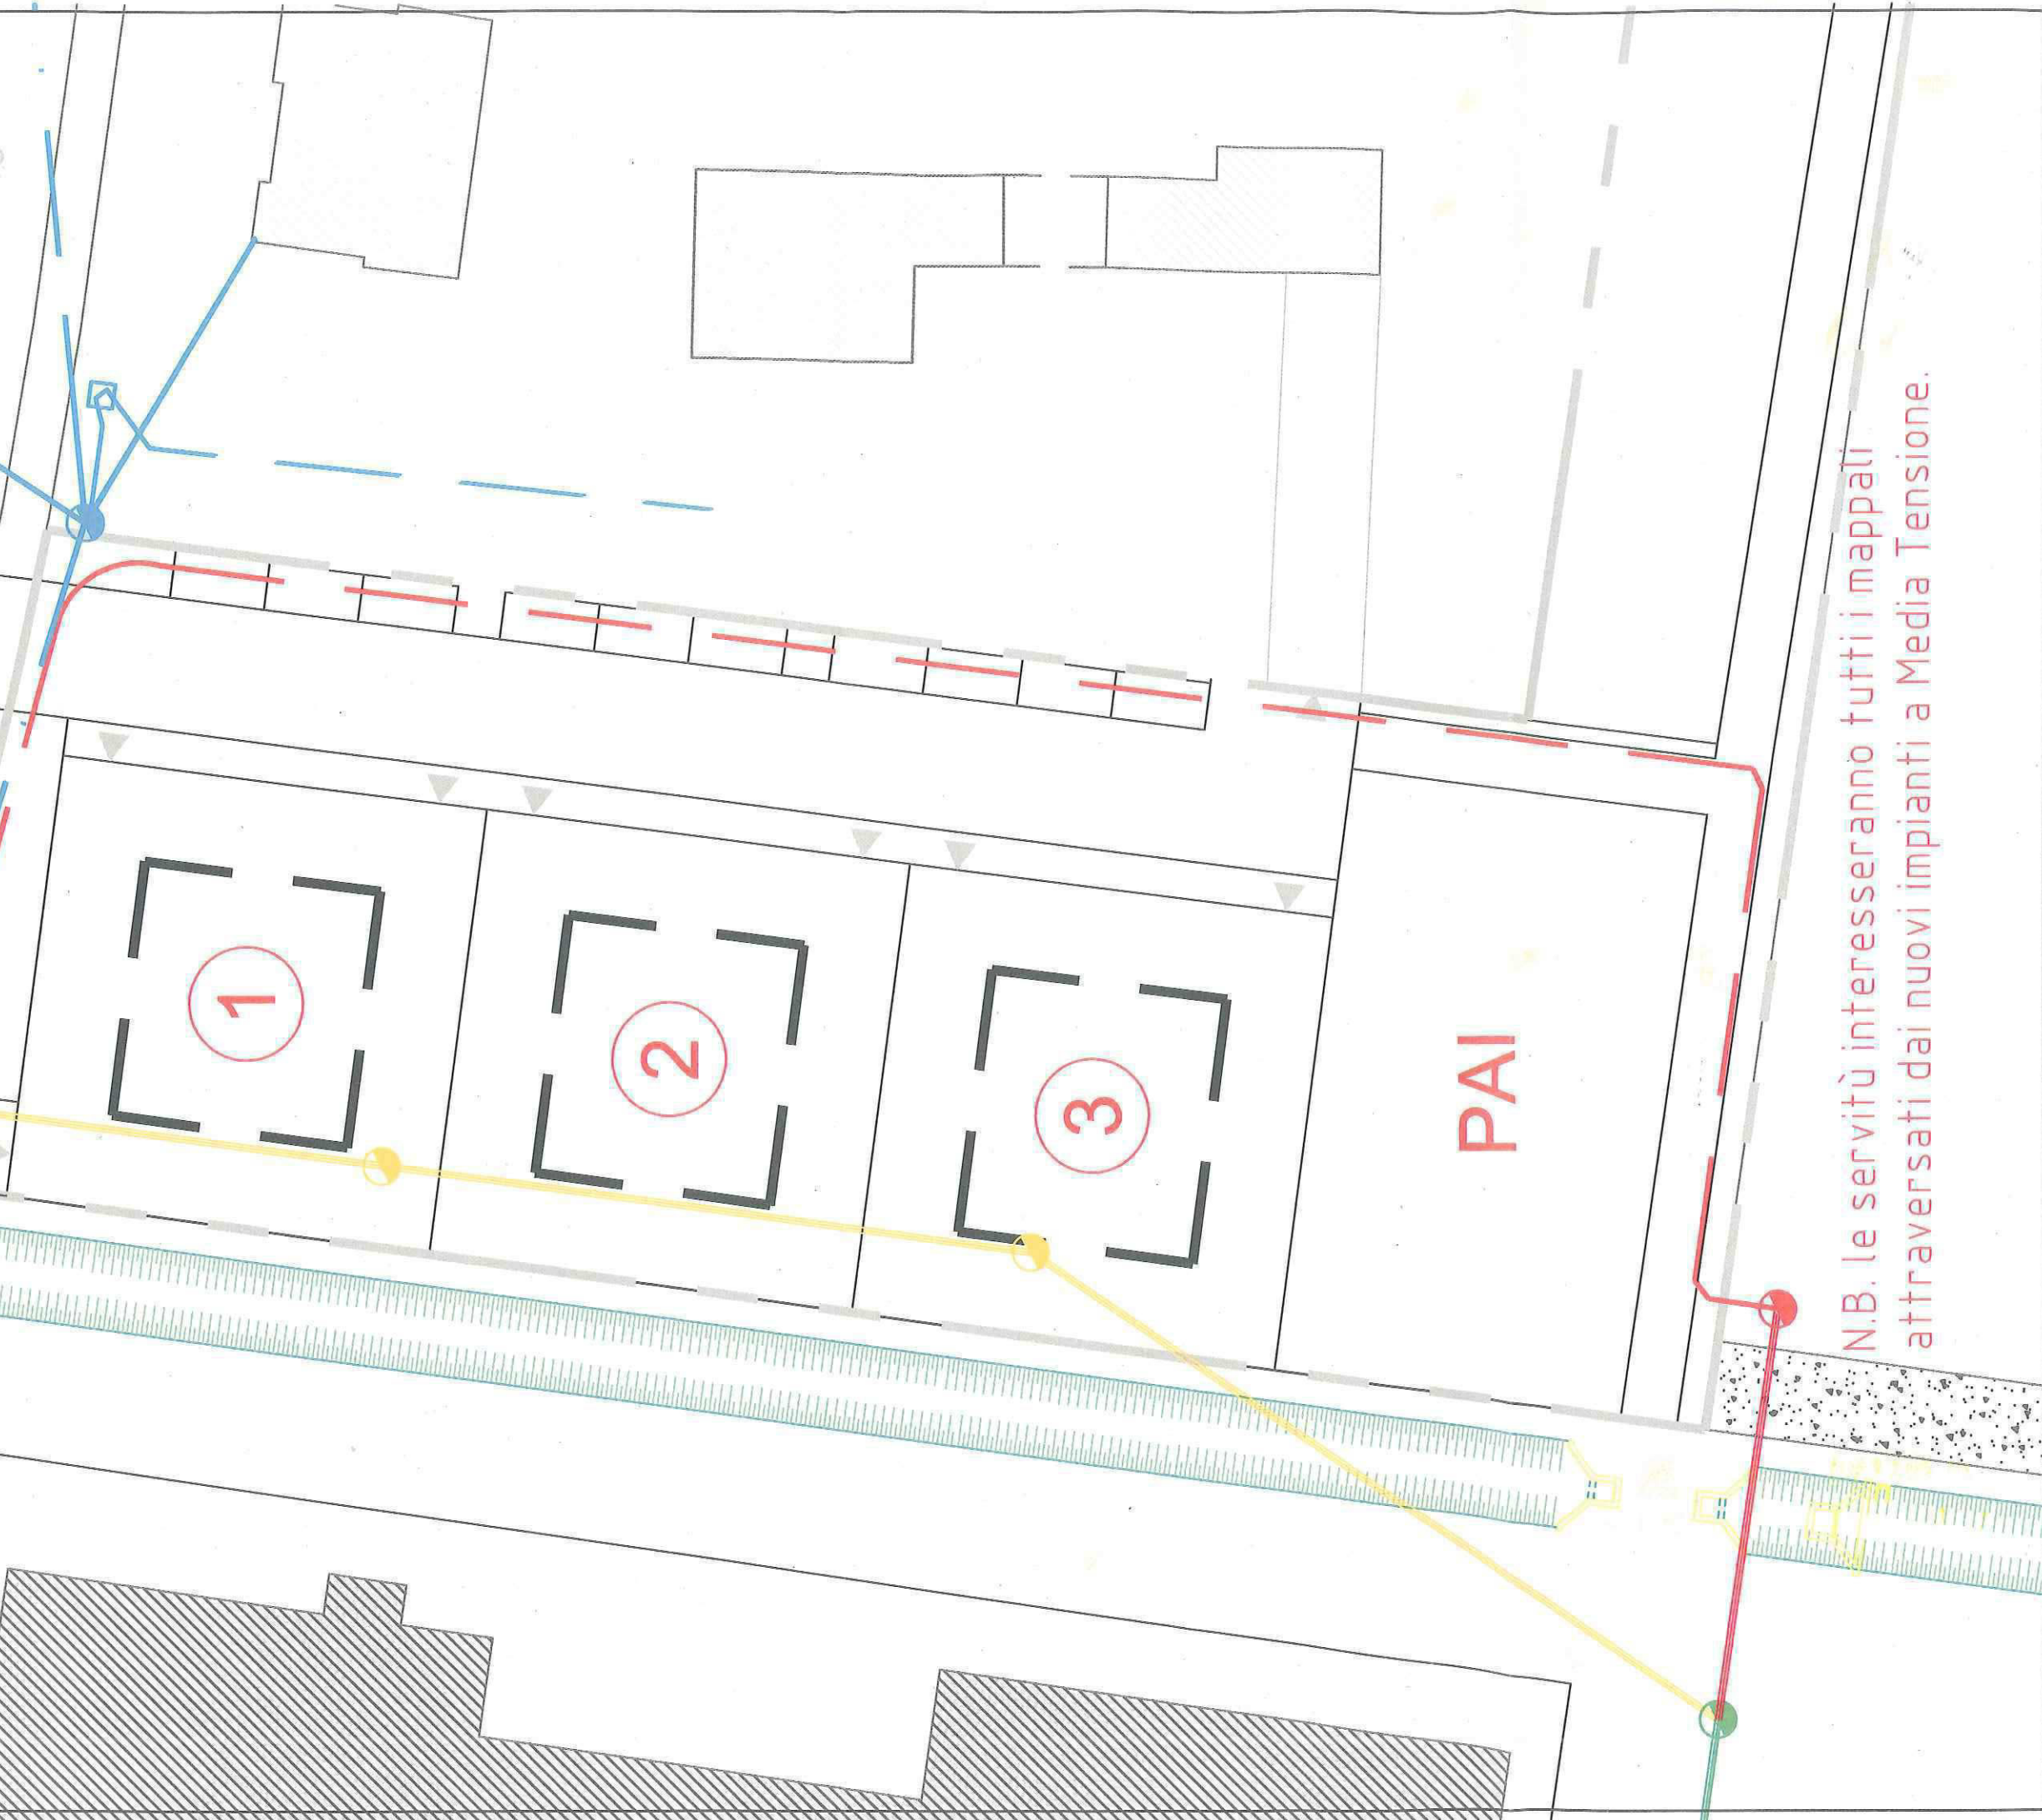 1
2
3
PAI
N.B. le servitù interesseranno tutti i mappali
attraversati dai nuovi impianti a Media Tensione.